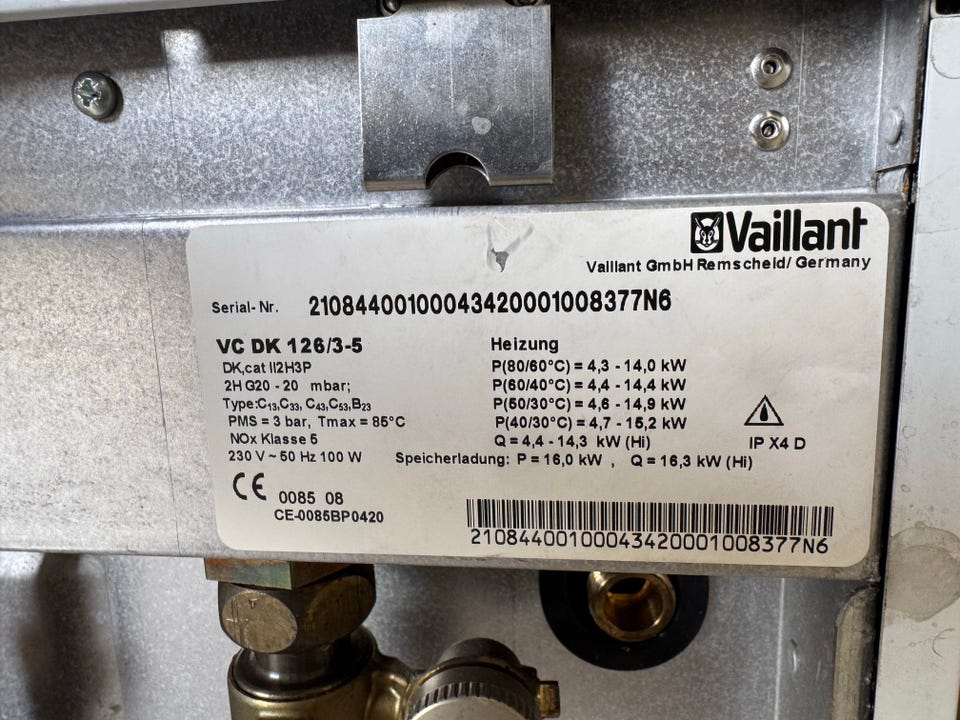 Vaillant
Vaillant GmbH Remscheid/ Germany
Serial-Nr. 21084400100043420001008377N6
VC DK 126/3-5
DK,cat II2H3P
2H G20 - 20 mbar;
Type:C13,C33, C43,C53,B23
PMS = 3 bar, Tmax = 85°C
NOx Klasse 5
230 V ~ 50 Hz 100 W
Heizung
P(80/60°C) = 4,3 - 14,0 kW
P(60/40°C) = 4,4 - 14,4 kW
P(50/30°C) = 4,6 - 14,9 kW
P(40/30°C) = 4,7 - 15,2 kW
Q = 4,4 - 14,3 kW (Hi)
Speicherladung: P = 16,0 kW , Q = 16,3 kW (Hi)
IP X4 D
CE 0085 08
CE-0085BP0420
21084400100043420001008377N6